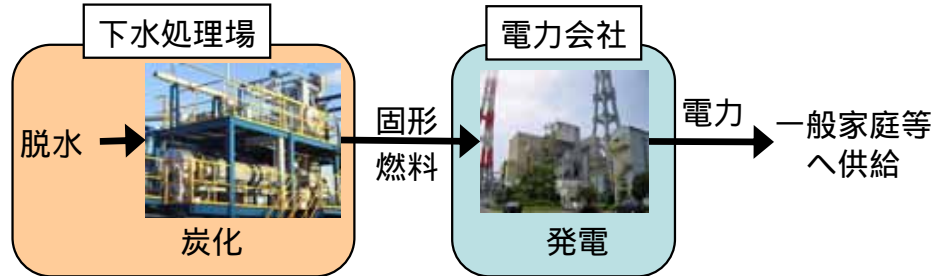 下水処理場
電力会社
脱水
炭化
固形
燃料
発電
電力
一般家庭等
へ供給